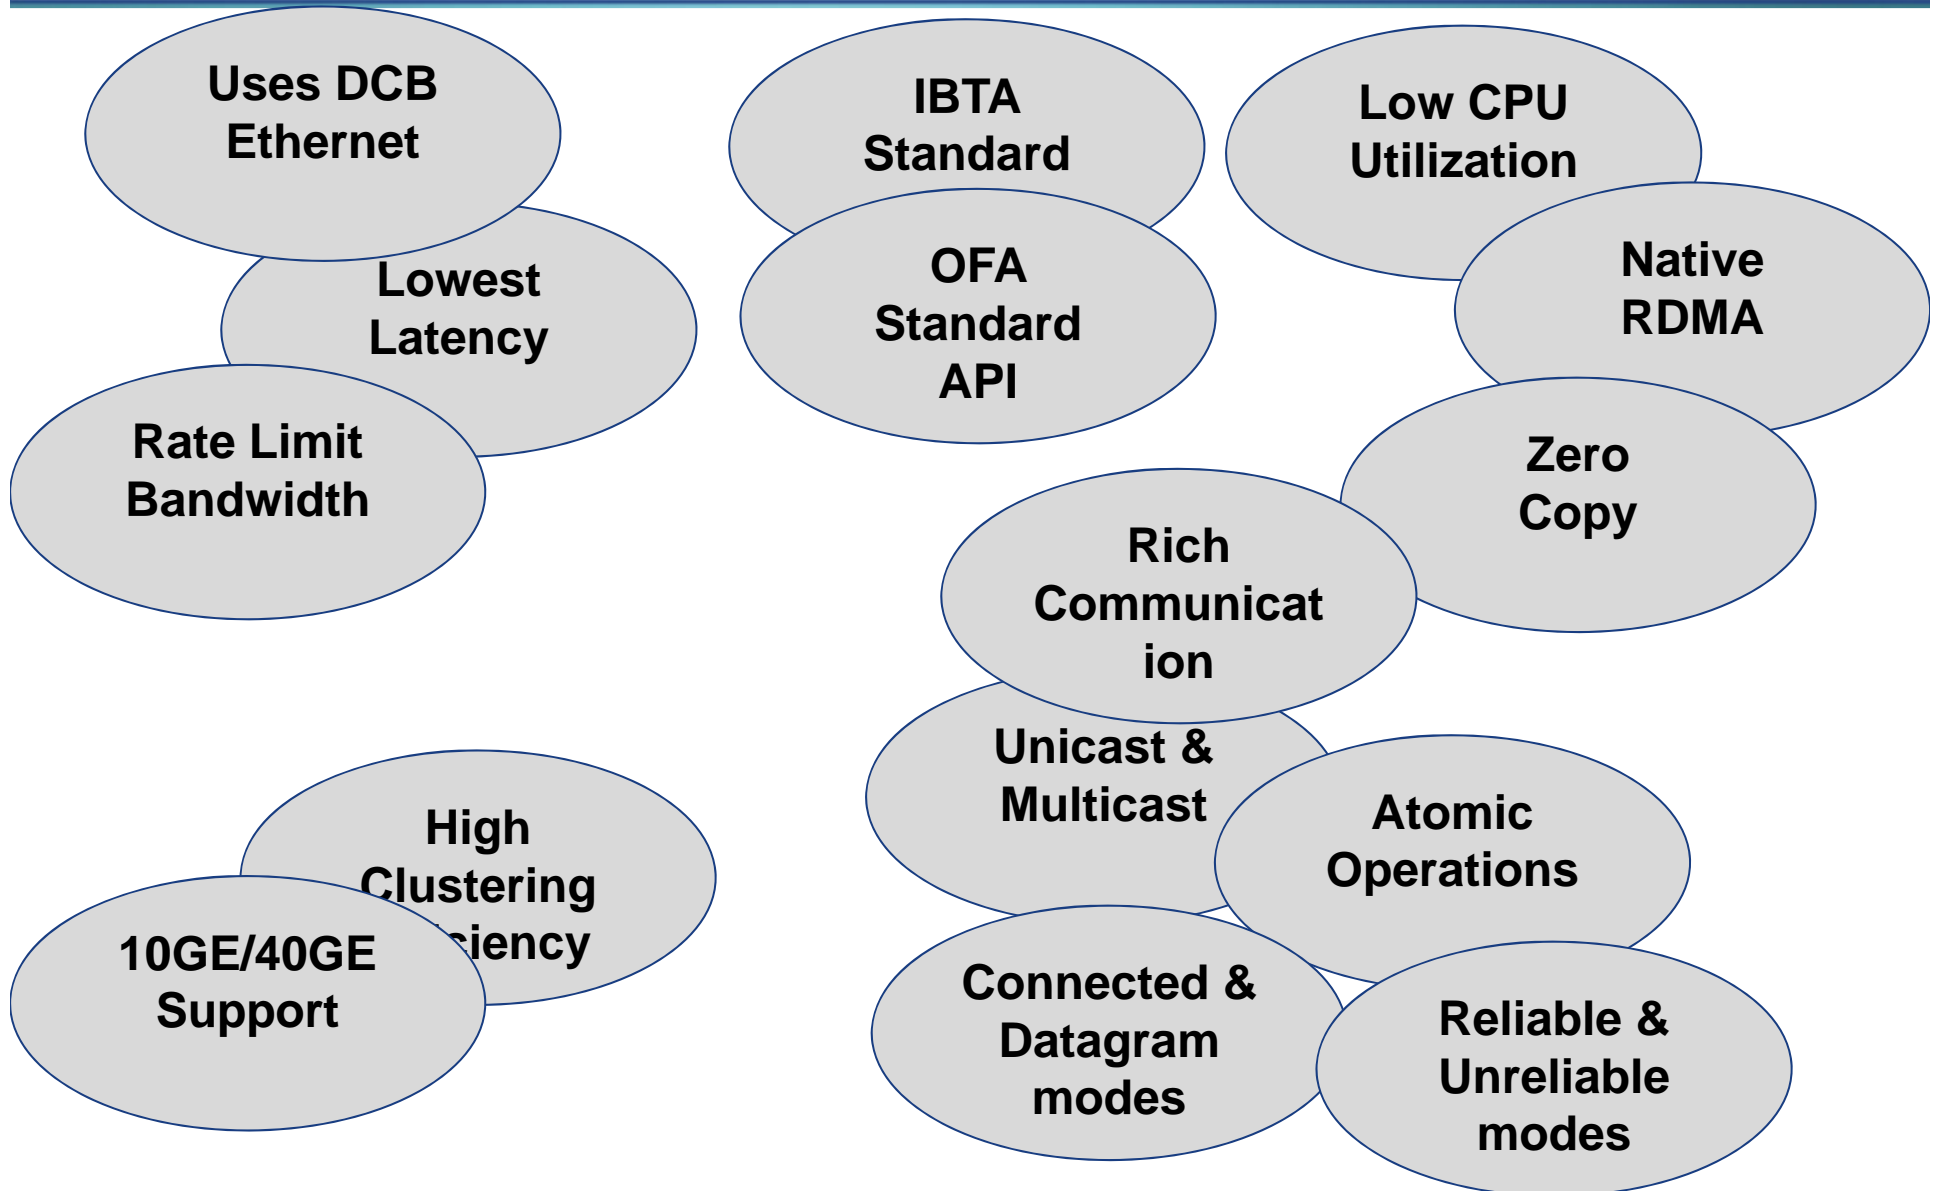 Uses DCB
Ethernet
Lowest
Latency
Rate Limit
Bandwidth
IBTA
Standard
OFA
Standard
API
Low CPU
Utilization
Native
RDMA
Zero
Copy
Rich
Communicat
ion
Unicast &
Multicast
Atomic
Operations
Connected &
Datagram
modes
Reliable &
Unreliable
modes
High
Clustering
10GE/40GE
Support